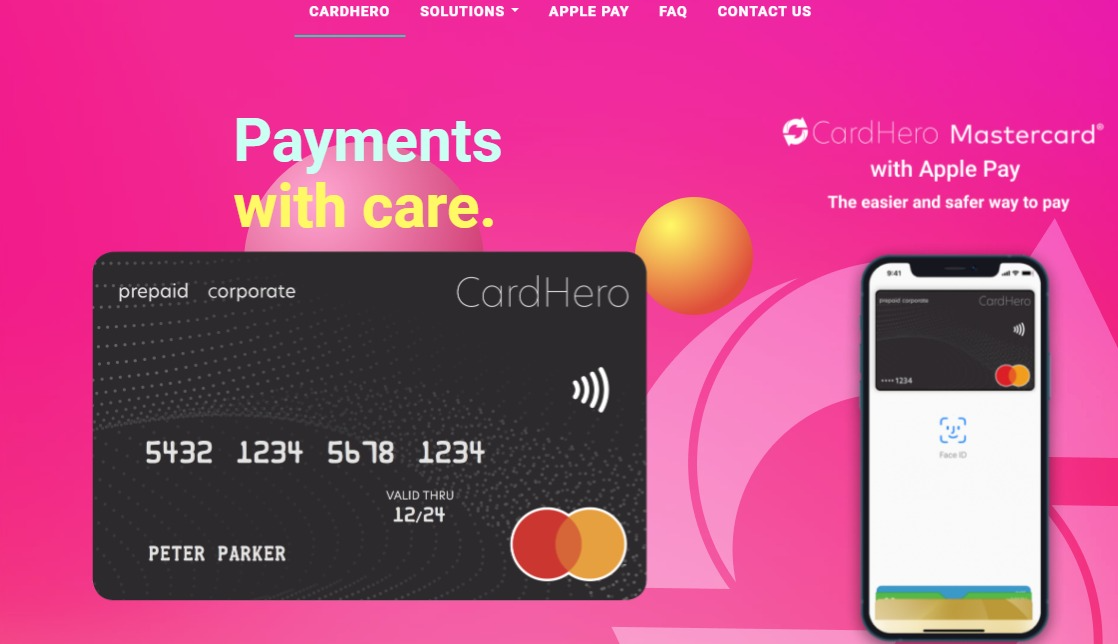 CARDHERO SOLUTIONS APPLE PAY FAQ CONTACT US
Payments
with care.
prepaid corporate CardHero
5432 1234 5678 1234
VALID THRU
12/24
PETER PARKER
CardHero Mastercard®
with Apple Pay
The easier and safer way to pay
9:41
prepaid corporate CardHero
•••• 1234
Face ID